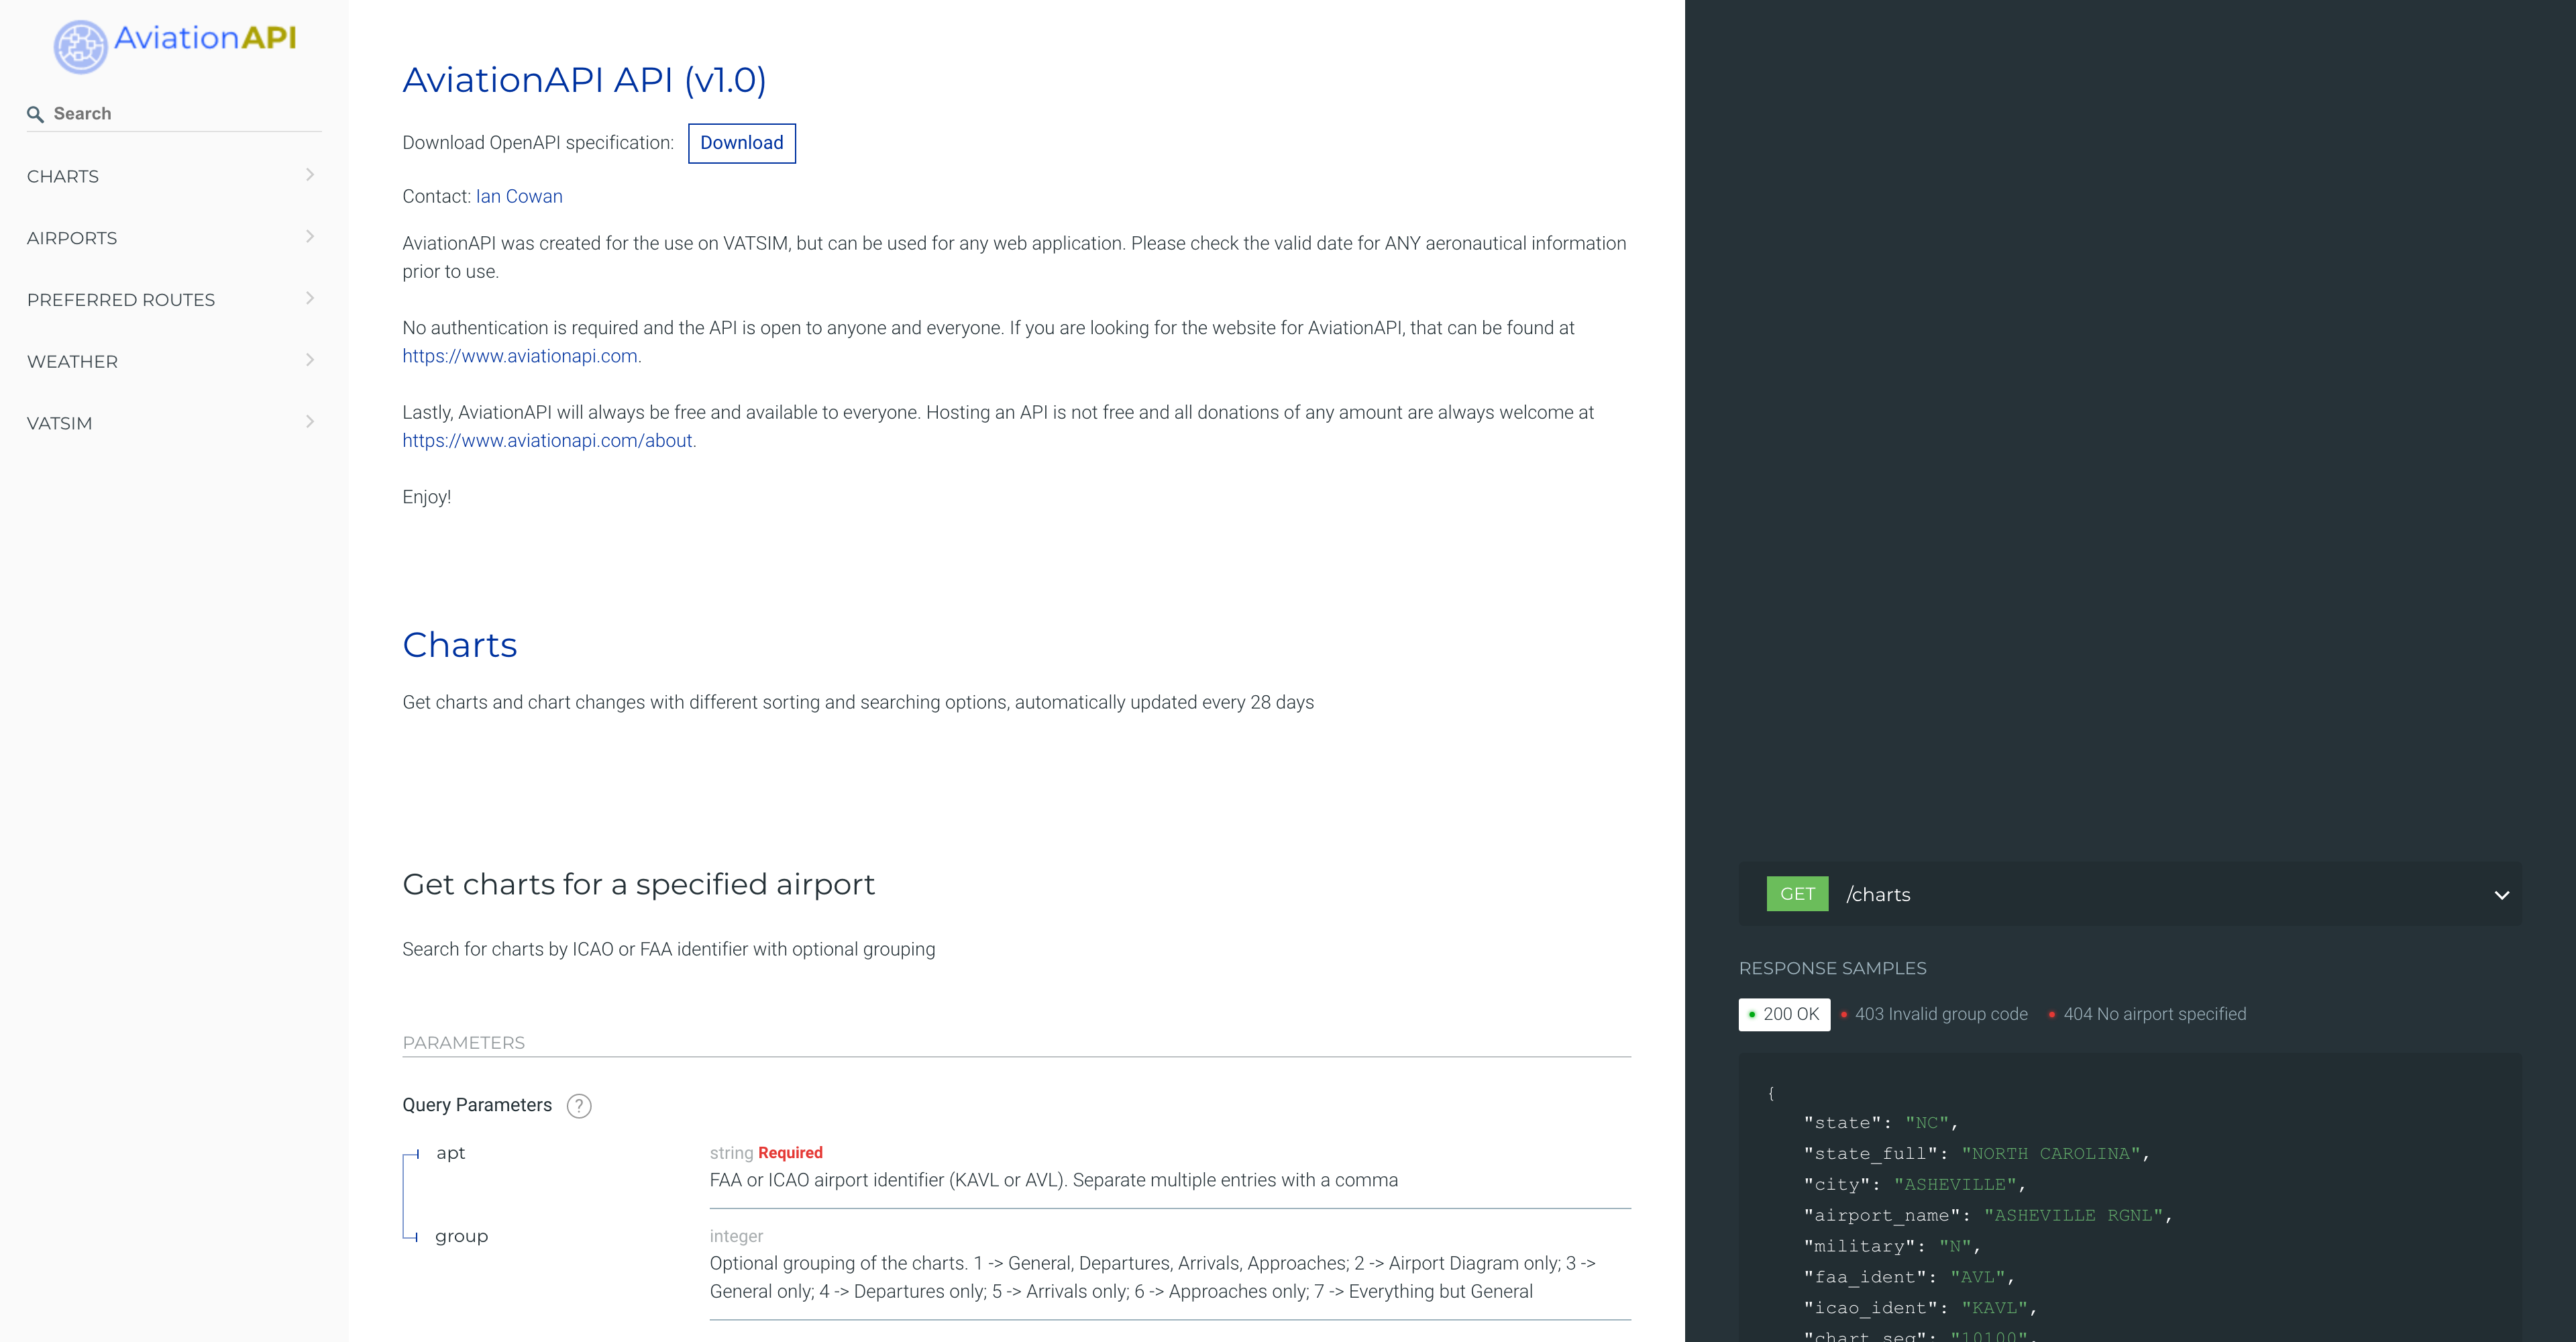 AviationAPI
Search
CHARTS
AIRPORTS
PREFERRED ROUTES
WEATHER
VATSIM
AviationAPI API (v1.0)
Download OpenAPI specification: Download
Contact: Ian Cowan
AviationAPI was created for the use on VATSIM, but can be used for any web application. Please check the valid date for ANY aeronautical information
prior to use.
No authentication is required and the API is open to anyone and everyone. If you are looking for the website for AviationAPI, that can be found at
https://www.aviationapi.com.
Lastly, AviationAPI will always be free and available to everyone. Hosting an API is not free and all donations of any amount are always welcome at
https://www.aviationapi.com/about.
Enjoy!
Charts
Get charts and chart changes with different sorting and searching options, automatically updated every 28 days
Get charts for a specified airport
Search for charts by ICAO or FAA identifier with optional grouping
PARAMETERS
Query Parameters ?
apt
string Required
FAA or ICAO airport identifier (KAVL or AVL). Separate multiple entries with a comma
group
integer
Optional grouping of the charts. 1 -> General, Departures, Arrivals, Approaches; 2 -> Airport Diagram only; 3 ->
General only; 4 -> Departures only; 5 -> Arrivals only; 6 -> Approaches only; 7 -> Everything but General
GET /charts
RESPONSE SAMPLES
200 OK 403 Invalid group code 404 No airport specified
{
"state": "NC",
"state_full": "NORTH CAROLINA",
"city": "ASHEVILLE",
"airport_name": "ASHEVILLE RGNL",
"military": "N",
"faa_ident": "AVL",
"icao_ident": "KAVL",
"chart_seq": "10100",